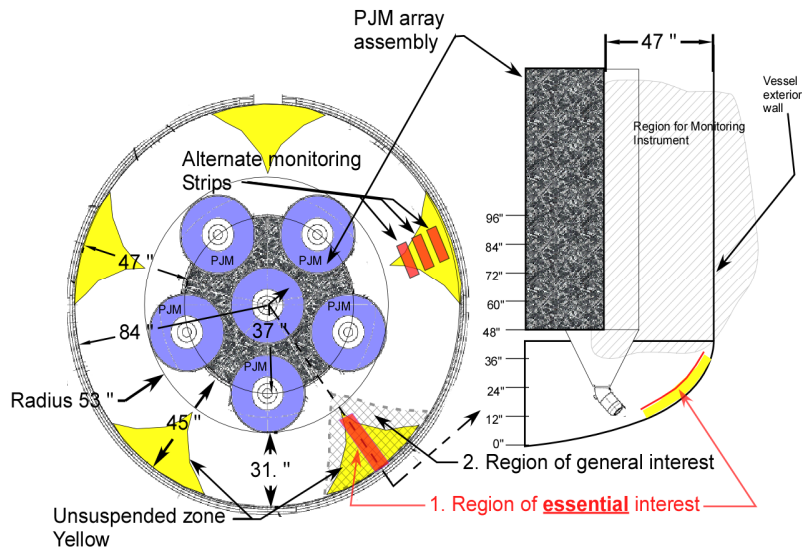 PJM array
assembly
47 "
Vessel
exterior
wall
Alternate monitoring
Strips
Region for Monitoring
Instrument
PJM
PJM
47 "
PJM
PJM
84 "
37 "
PJM
Radius 53 "
45 "
31. "
96"
84"
72"
60"
48"
36"
24"
12"
0"
2. Region of general interest
1. Region of essential interest
Unsuspended zone
Yellow